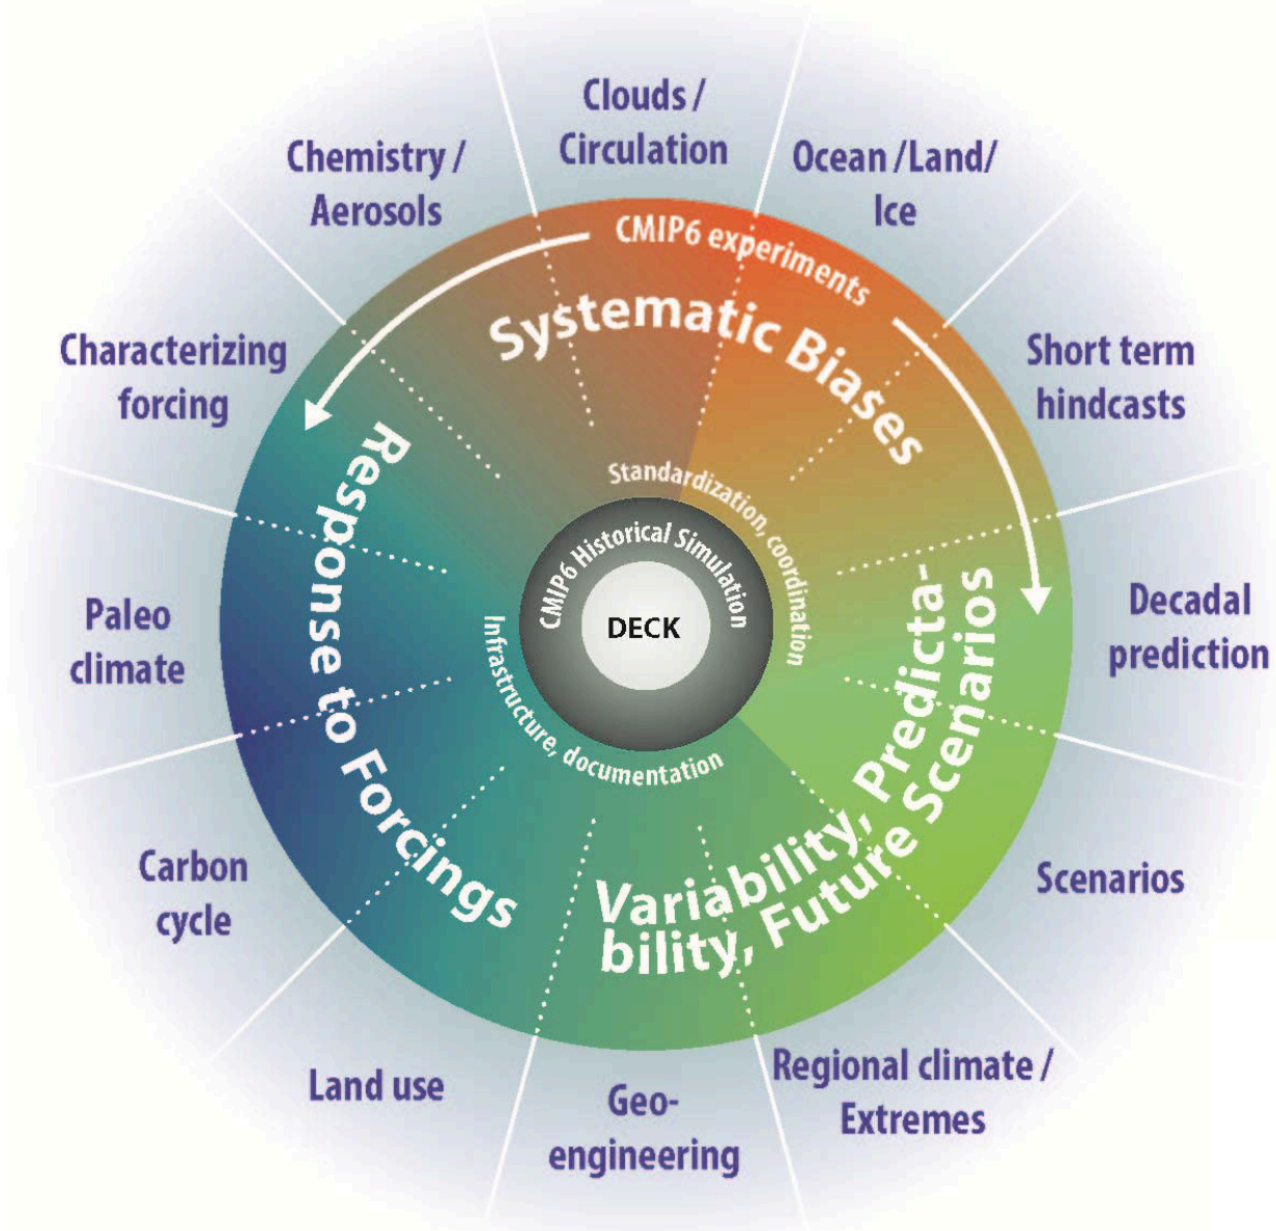 Clouds /
Circulation
Ocean /Land/
Ice
Short term
hindcasts
Decadal
prediction
Scenarios
Regional climate /
Extremes
Geo-
engineering
Land use
Carbon
cycle
Paleo
climate
Characterizing
forcing
Chemistry /
Aerosols
CMIP6 experiments
Systematic Biases
Response to Forcings
Variability, Predicta-
bility, Future Scenarios
Standardization, coordination
Infrastructure, documentation
CMIP6 Historical Simulation
DECK